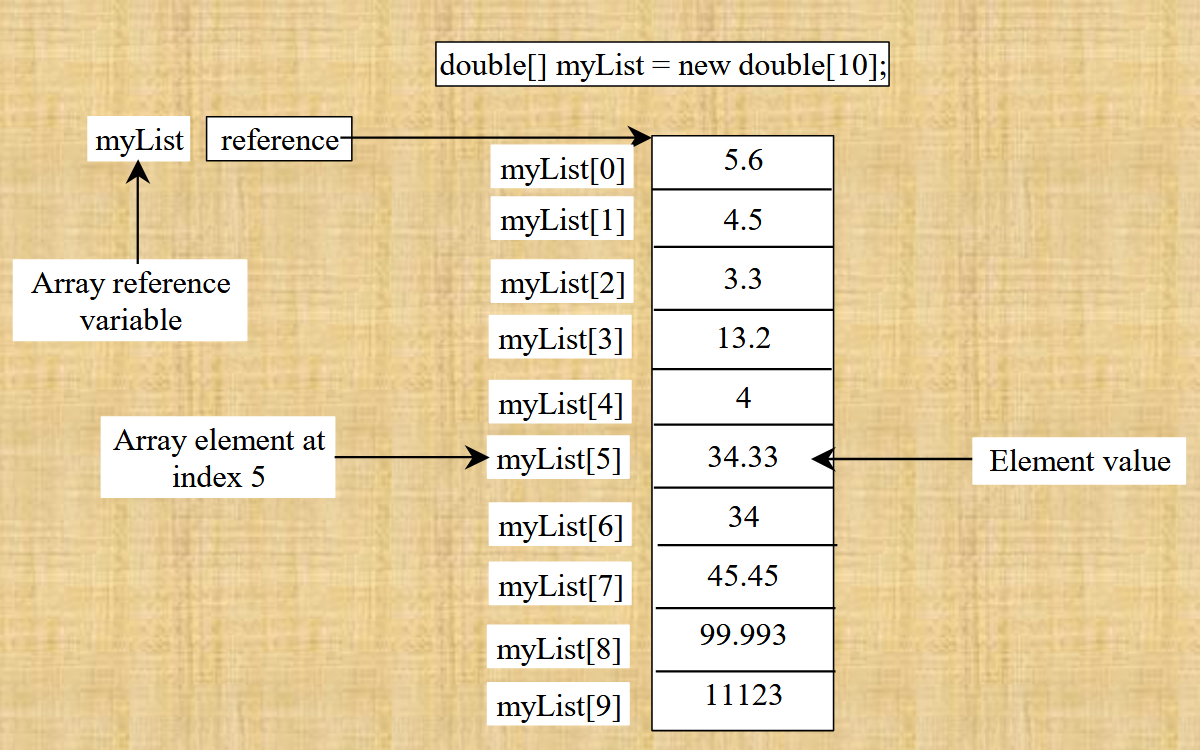 double[] myList = new double[10];
myList
reference
myList[0]
5.6
myList[1]
4.5
Array reference
variable
myList[2]
3.3
myList[3]
13.2
myList[4]
4
Array element at
index 5
myList[5]
34.33
Element value
myList[6]
34
myList[7]
45.45
myList[8]
99.993
myList[9]
11123